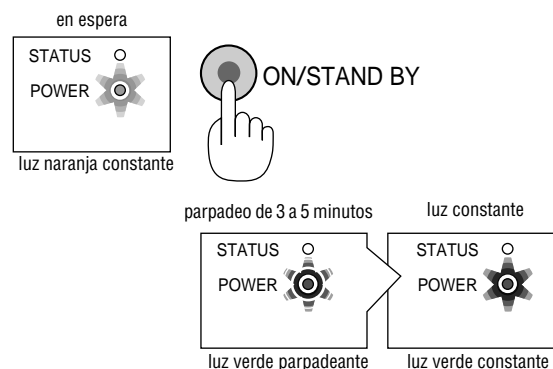 en espera
STATUS
POWER
luz naranja constante
ON/STAND BY
parpadeo de 3 a 5 minutos
STATUS
POWER
luz verde parpadeante
luz constante
STATUS
POWER
luz verde constante